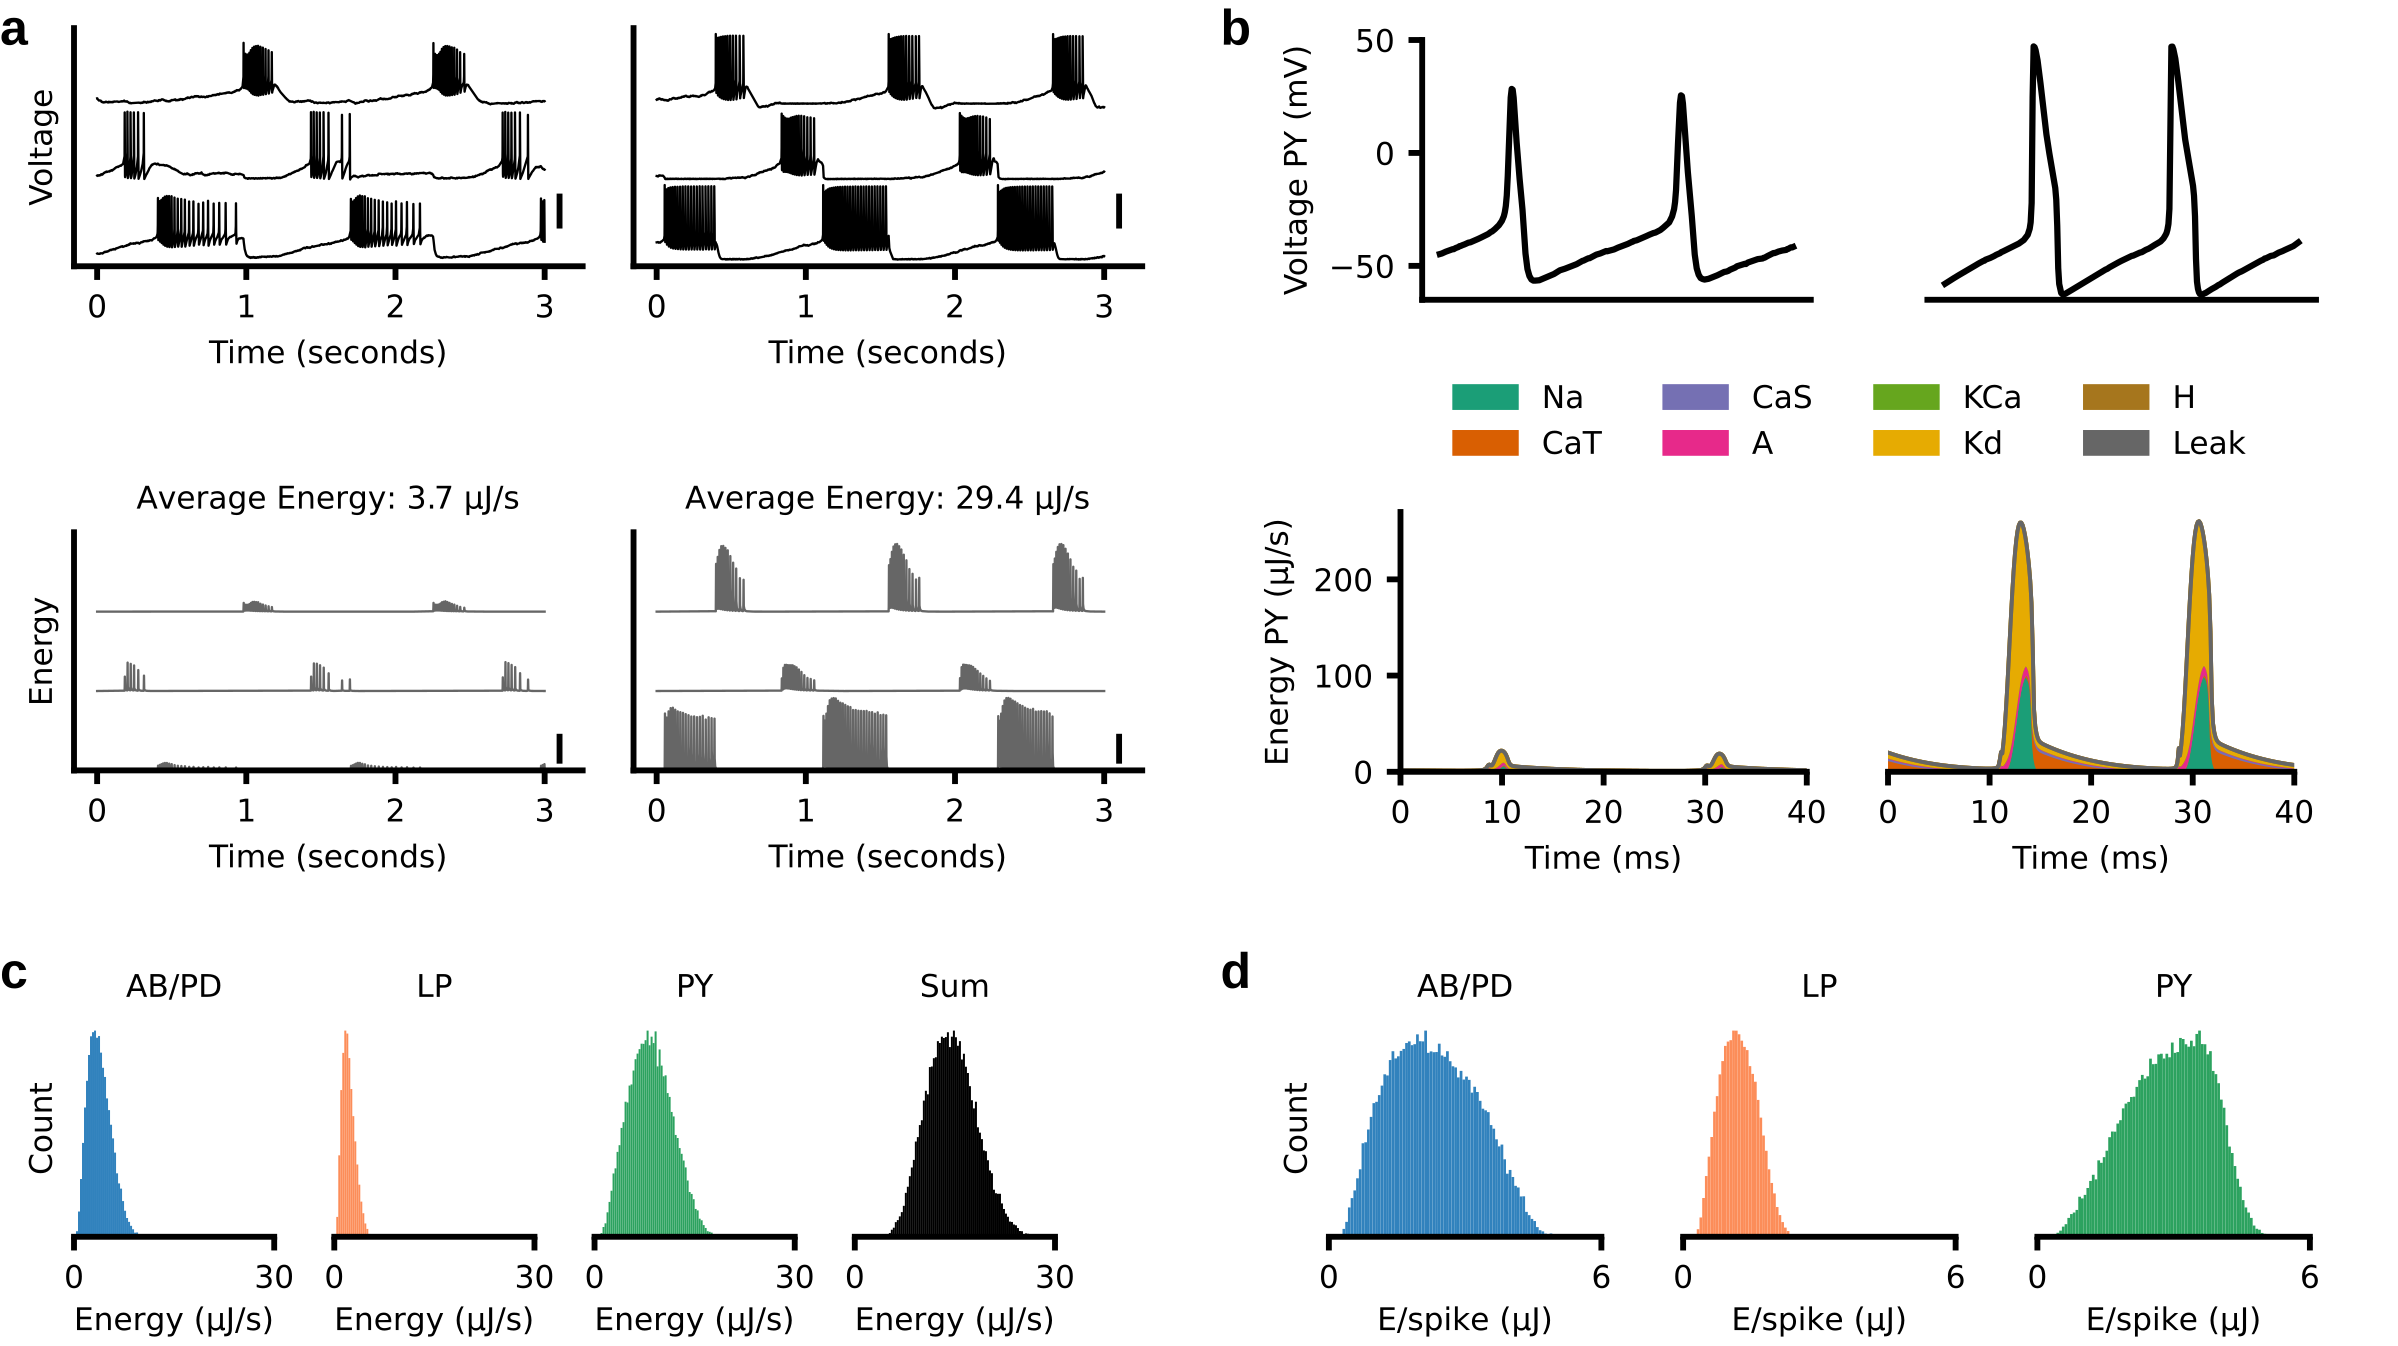 a
Voltage
0 1 2 3
Time (seconds)
0 1 2 3
Time (seconds)
Average Energy: 3.7 µJ/s
Average Energy: 29.4 µJ/s
Energy
0 1 2 3
Time (seconds)
0 1 2 3
Time (seconds)
b
Voltage PY (mV)
50
0
−50
Na CaS KCa H
CaT A Kd Leak
Energy PY (µJ/s)
200
100
0
0 10 20 30 40
Time (ms)
0 10 20 30 40
Time (ms)
c
AB/PD LP PY Sum
Count
0 30 0 30 0 30 0 30
Energy (µJ/s) Energy (µJ/s) Energy (µJ/s) Energy (µJ/s)
d
AB/PD LP PY
Count
0 6 0 6 0 6
E/spike (µJ) E/spike (µJ) E/spike (µJ)